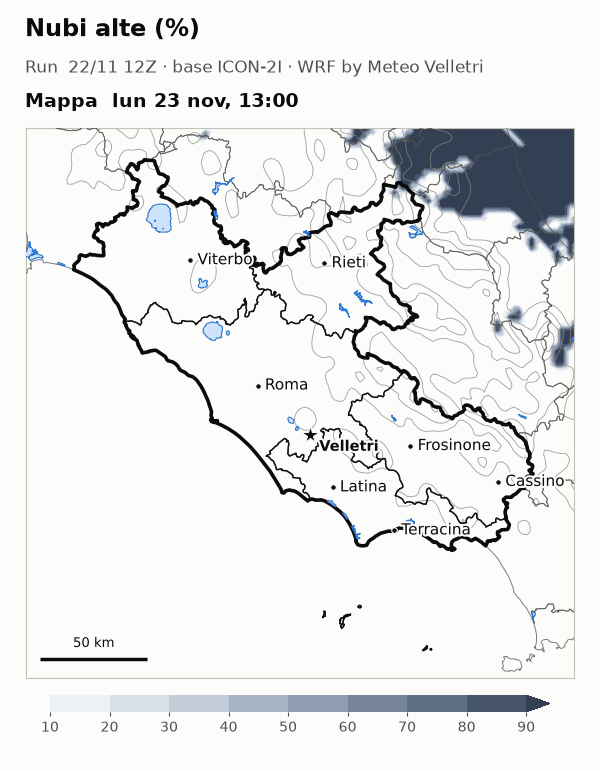 Nubi alte (%)
Run 22/11 12Z · base ICON-2I · WRF by Meteo Velletri
Mappa lun 23 nov, 13:00
Viterbo
Rieti
Roma
Velletri
Frosinone
Latina
Cassino
Terracina
50 km
10 20 30 40 50 60 70 80 90